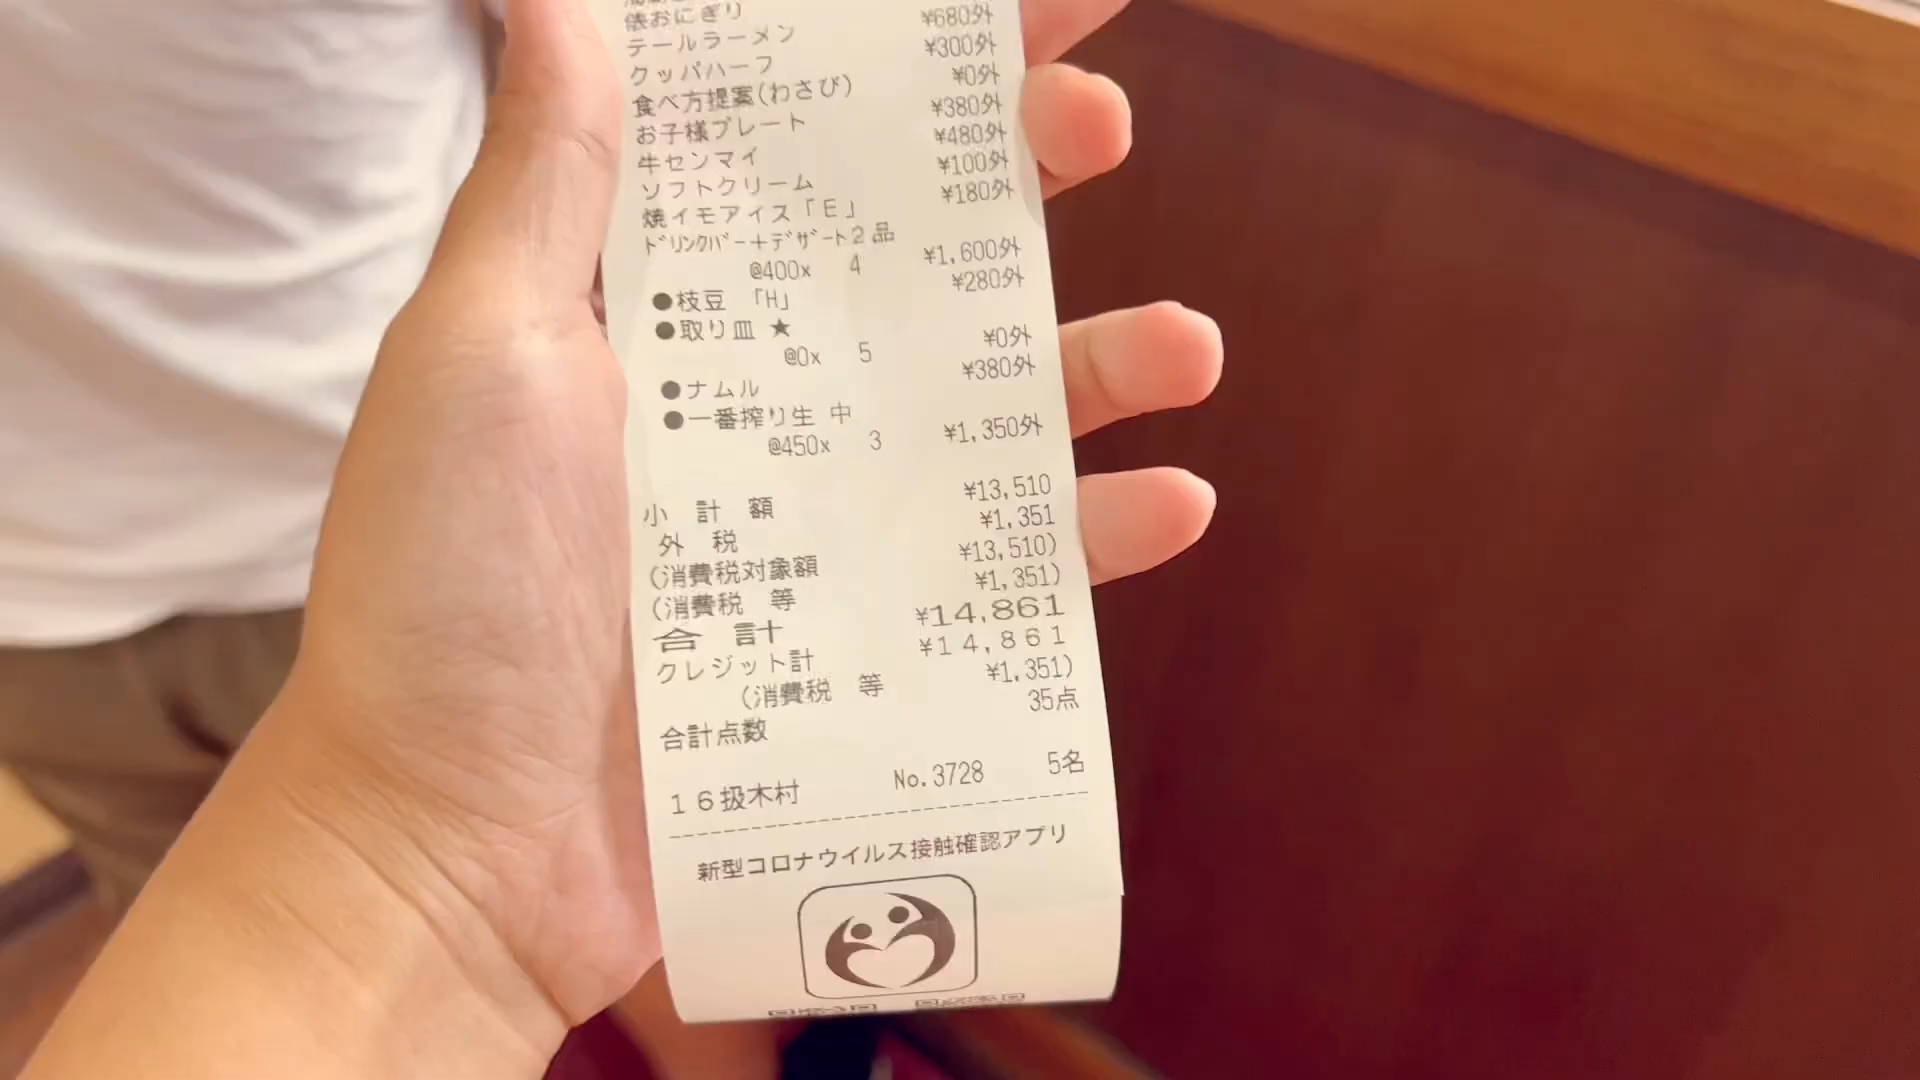 俵おにぎり
テールラーメン ¥680外
クッパハーフ ¥300外
食べ方提案(わさび) ¥0外
お子様プレート ¥380外
牛センマイ ¥480外
ソフトクリーム ¥100外
焼イモアイス「E」 ¥180外
ﾄﾞﾘﾝｸﾊﾞｰ＋ﾃﾞｻﾞｰﾄ2品
@400x 4 ¥1,600外
●枝豆 「H」 ¥280外
●取り皿 ★
@0x 5 ¥0外
●ナムル ¥380外
●一番搾り生 中
@450x 3 ¥1,350外
小 計 額 ¥13,510
外 税 ¥1,351
(消費税対象額 ¥13,510)
(消費税 等 ¥1,351)
合 計 ¥14,861
クレジット計 ¥14,861
(消費税 等 ¥1,351)
合計点数 35点
16扱木村 No.3728 5名
新型コロナウイルス接触確認アプリ